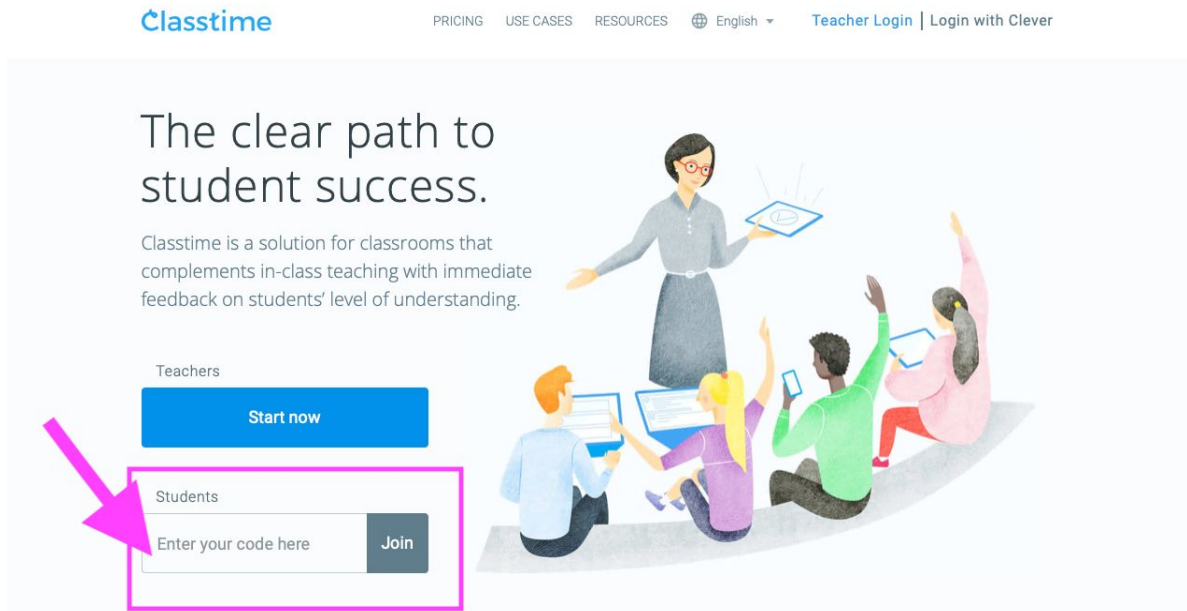 Classtime
PRICING USE CASES RESOURCES English Teacher Login | Login with Clever
The clear path to
student success.
Classtime is a solution for classrooms that
complements in-class teaching with immediate
feedback on students' level of understanding.
Teachers
Start now
Students
Enter your code here Join